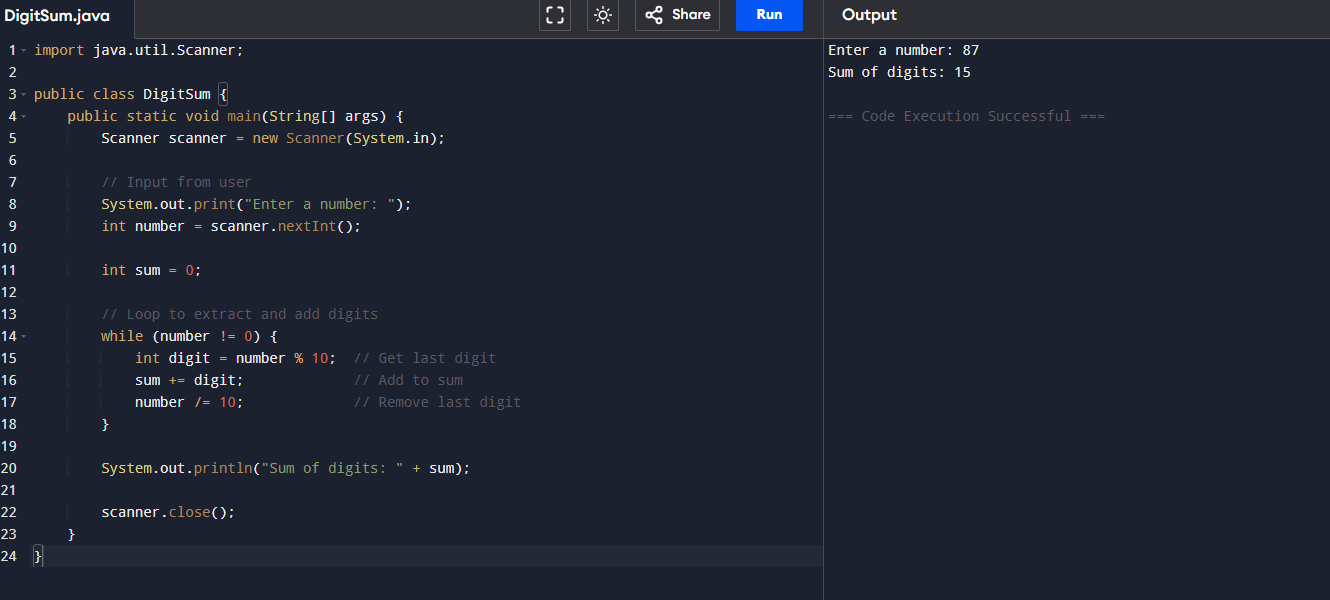 DigitSum.java Share Run Output
1 import java.util.Scanner;
2
3 public class DigitSum {
4     public static void main(String[] args) {
5         Scanner scanner = new Scanner(System.in);
6
7         // Input from user
8         System.out.print("Enter a number: ");
9         int number = scanner.nextInt();
10
11         int sum = 0;
12
13         // Loop to extract and add digits
14         while (number != 0) {
15             int digit = number % 10;  // Get last digit
16             sum += digit;             // Add to sum
17             number /= 10;             // Remove last digit
18         }
19
20         System.out.println("Sum of digits: " + sum);
21
22         scanner.close();
23     }
24 }
Enter a number: 87
Sum of digits: 15
=== Code Execution Successful ===